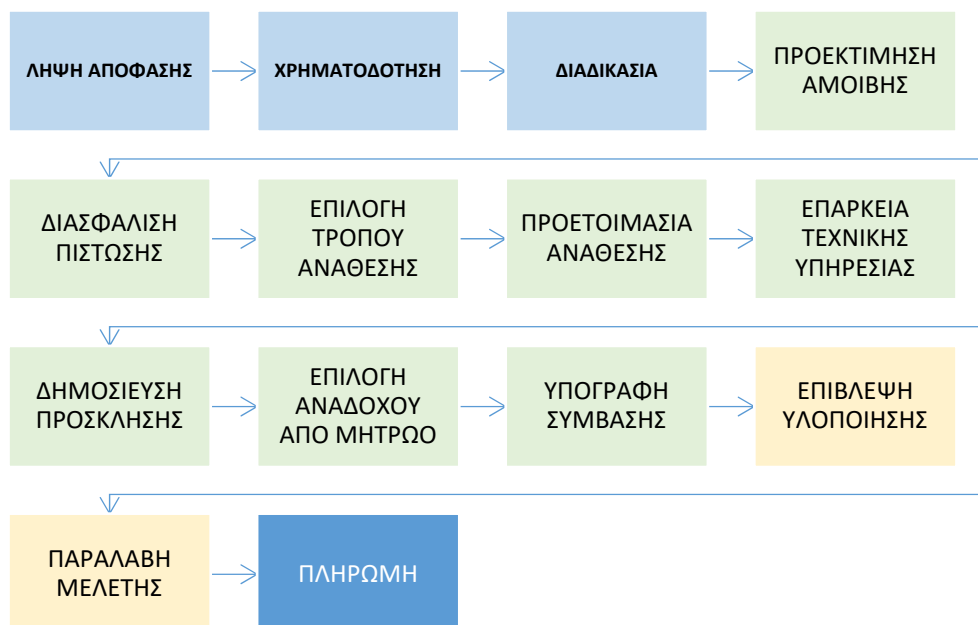 ΛΗΨΗ ΑΠΟΦΑΣΗΣ
ΧΡΗΜΑΤΟΔΟΤΗΣΗ
ΔΙΑΔΙΚΑΣΙΑ
ΠΡΟΕΚΤΙΜΗΣΗ
ΑΜΟΙΒΗΣ
ΔΙΑΣΦΑΛΙΣΗ
ΠΙΣΤΩΣΗΣ
ΕΠΙΛΟΓΗ
ΤΡΟΠΟΥ
ΑΝΑΘΕΣΗΣ
ΠΡΟΕΤΟΙΜΑΣΙΑ
ΑΝΑΘΕΣΗΣ
ΕΠΑΡΚΕΙΑ
ΤΕΧΝΙΚΗΣ
ΥΠΗΡΕΣΙΑΣ
ΔΗΜΟΣΙΕΥΣΗ
ΠΡΟΣΚΛΗΣΗΣ
ΕΠΙΛΟΓΗ
ΑΝΑΔΟΧΟΥ
ΑΠΟ ΜΗΤΡΩΟ
ΥΠΟΓΡΑΦΗ
ΣΥΜΒΑΣΗΣ
ΕΠΙΒΛΕΨΗ
ΥΛΟΠΟΙΗΣΗΣ
ΠΑΡΑΛΑΒΗ
ΜΕΛΕΤΗΣ
ΠΛΗΡΩΜΗ